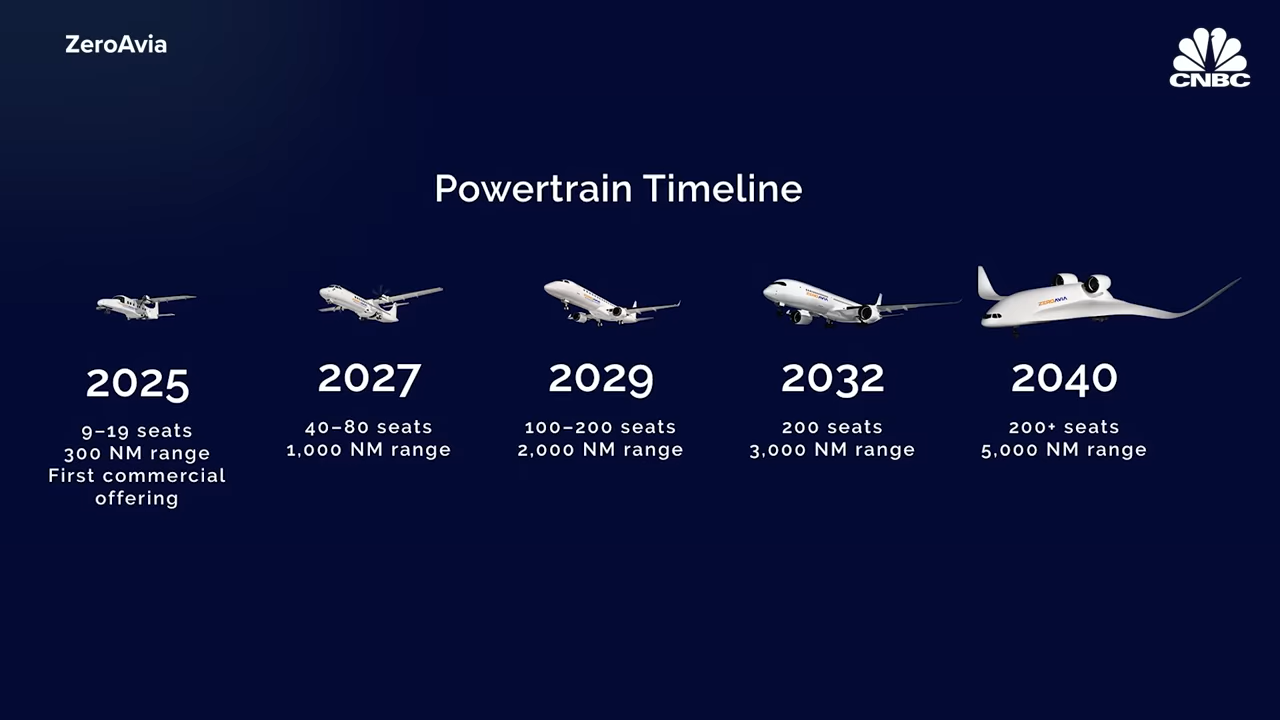 ZeroAvia
CNBC
Powertrain Timeline
ZEROAVIA
ZEROAVIA
2025
9–19 seats
300 NM range
First commercial
offering
2027
40–80 seats
1,000 NM range
2029
100–200 seats
2,000 NM range
2032
200 seats
3,000 NM range
2040
200+ seats
5,000 NM range